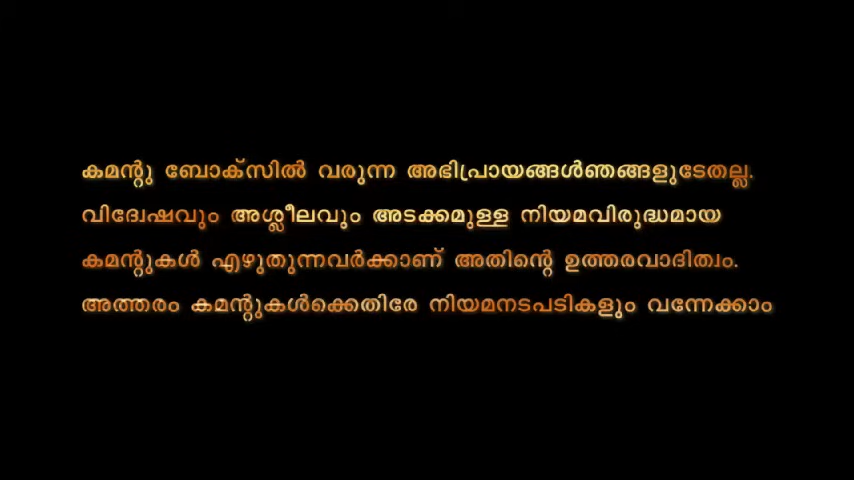 കമന്റു ബോക്സിൽ വരുന്ന അഭിപ്രായങ്ങൾഞങ്ങളുടേതല്ല.
വിദ്വേഷവും അശ്ലീലവും അടക്കമുള്ള നിയമവിരുദ്ധമായ
കമന്റുകൾ എഴുതുന്നവർക്കാണ് അതിന്റെ ഉത്തരവാദിത്വം.
അത്തരം കമന്റുകൾക്കെതിരേ നിയമനടപടികളും വന്നേക്കാം